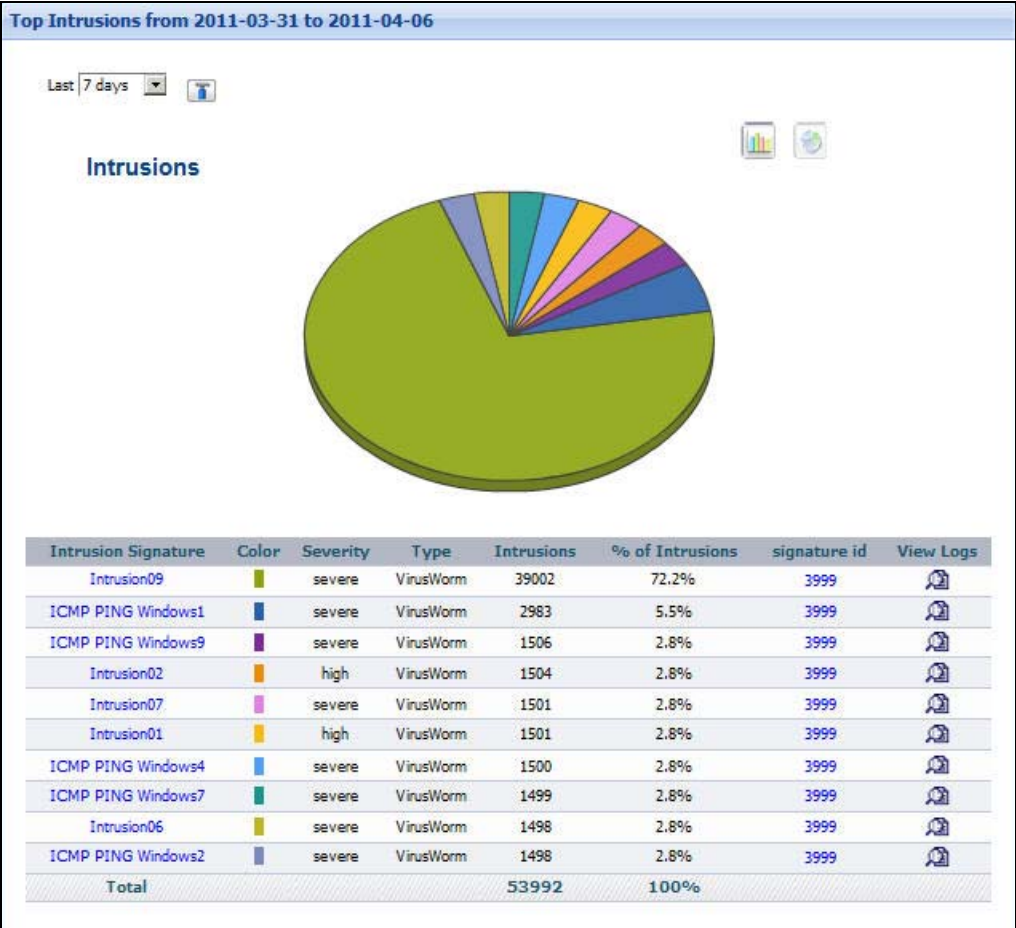 Top Intrusions from 2011-03-31 to 2011-04-06
Last 7 days
Intrusions
Intrusion Signature Color Severity Type Intrusions % of Intrusions signature id View Logs
Intrusion09 severe VirusWorm 39002 72.2% 3999
ICMP PING Windows1 severe VirusWorm 2983 5.5% 3999
ICMP PING Windows9 severe VirusWorm 1506 2.8% 3999
Intrusion02 high VirusWorm 1504 2.8% 3999
Intrusion07 severe VirusWorm 1501 2.8% 3999
Intrusion01 high VirusWorm 1501 2.8% 3999
ICMP PING Windows4 severe VirusWorm 1500 2.8% 3999
ICMP PING Windows7 severe VirusWorm 1499 2.8% 3999
Intrusion06 severe VirusWorm 1498 2.8% 3999
ICMP PING Windows2 severe VirusWorm 1498 2.8% 3999
Total 53992 100%